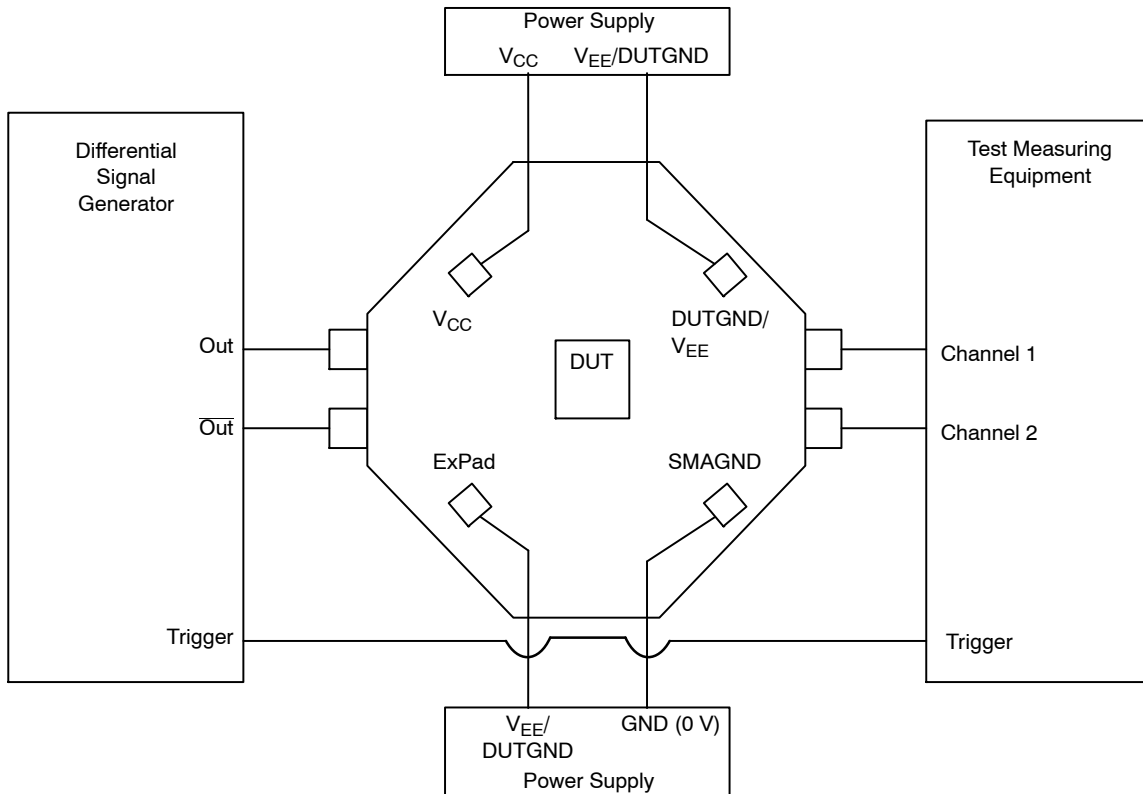 Power Supply
VCC VEE/DUTGND
Differential
Signal
Generator
Test Measuring
Equipment
VCC
DUTGND/
VEE
Out
DUT
Channel 1
Out
Channel 2
ExPad
SMAGND
Trigger
Trigger
VEE/
DUTGND
GND (0 V)
Power Supply